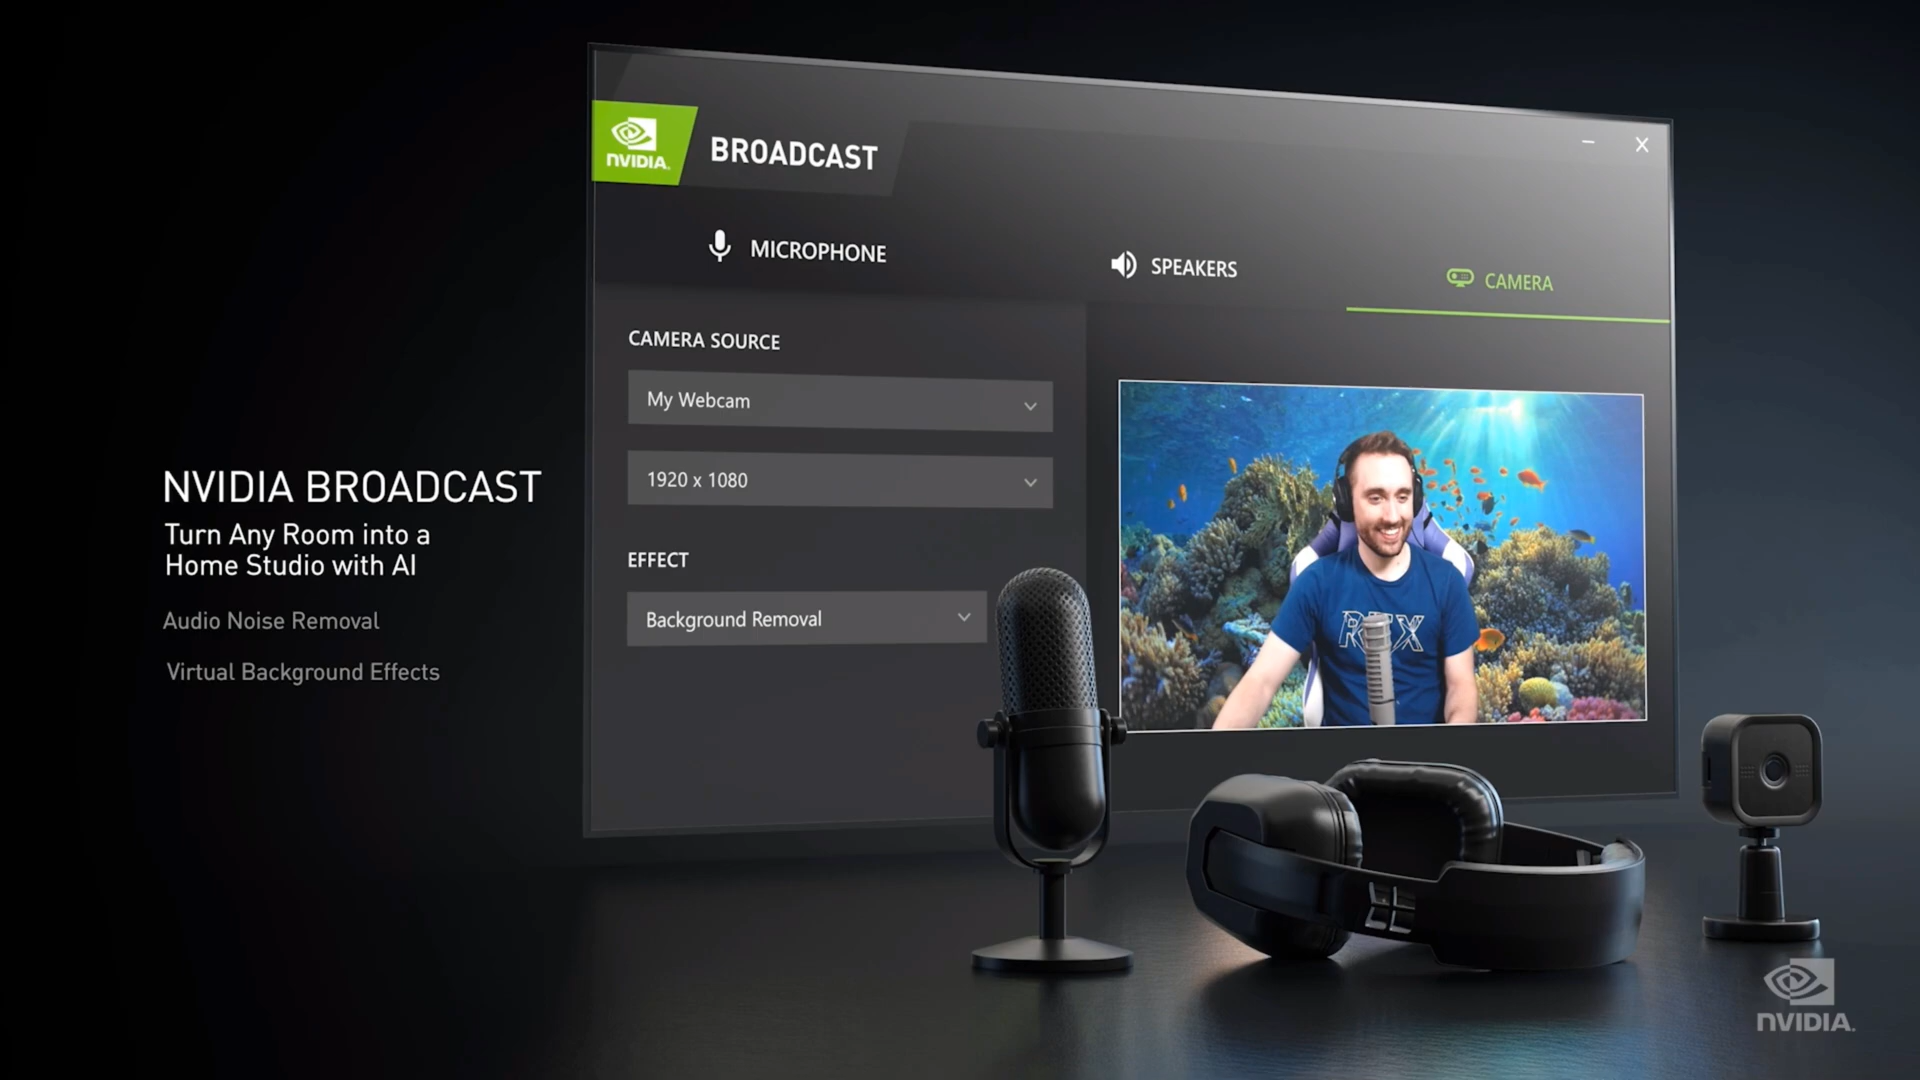 NVIDIA
BROADCAST
MICROPHONE
SPEAKERS
CAMERA
CAMERA SOURCE
My Webcam
1920 x 1080
EFFECT
Background Removal
RTX
NVIDIA BROADCAST
Turn Any Room into a
Home Studio with AI
Audio Noise Removal
Virtual Background Effects
NVIDIA.